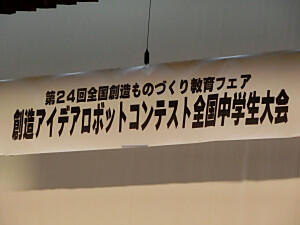 第24回全国創造ものづくり教育フェア
創造アイデアロボットコンテスト全国中学生大会